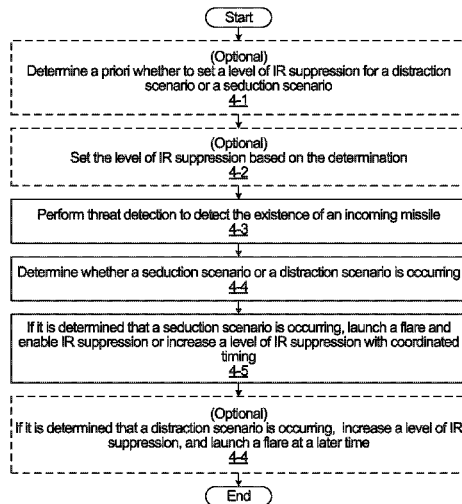 Start
(Optional)
Determine a priori whether to set a level of IR suppression for a distraction
scenario or a seduction scenario
4-1
(Optional)
Set the level of IR suppression based on the determination
4-2
Perform threat detection to detect the existence of an incoming missile
4-3
Determine whether a seduction scenario or a distraction scenario is occurring
4-4
If it is determined that a seduction scenario is occurring, launch a flare and
enable IR suppression or increase a level of IR suppression with coordinated
timing
4-5
(Optional)
If it is determined that a distraction scenario is occurring, increase a level of IR
suppression, and launch a flare at a later time
4-4
End